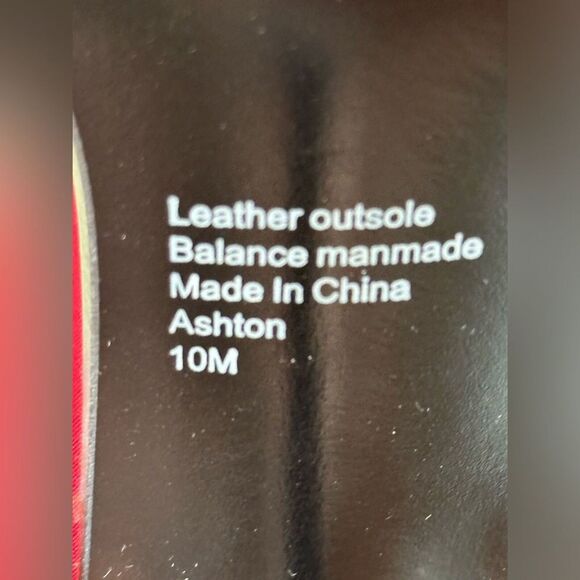 Leather outsole
Balance manmade
Made In China
Ashton
10M